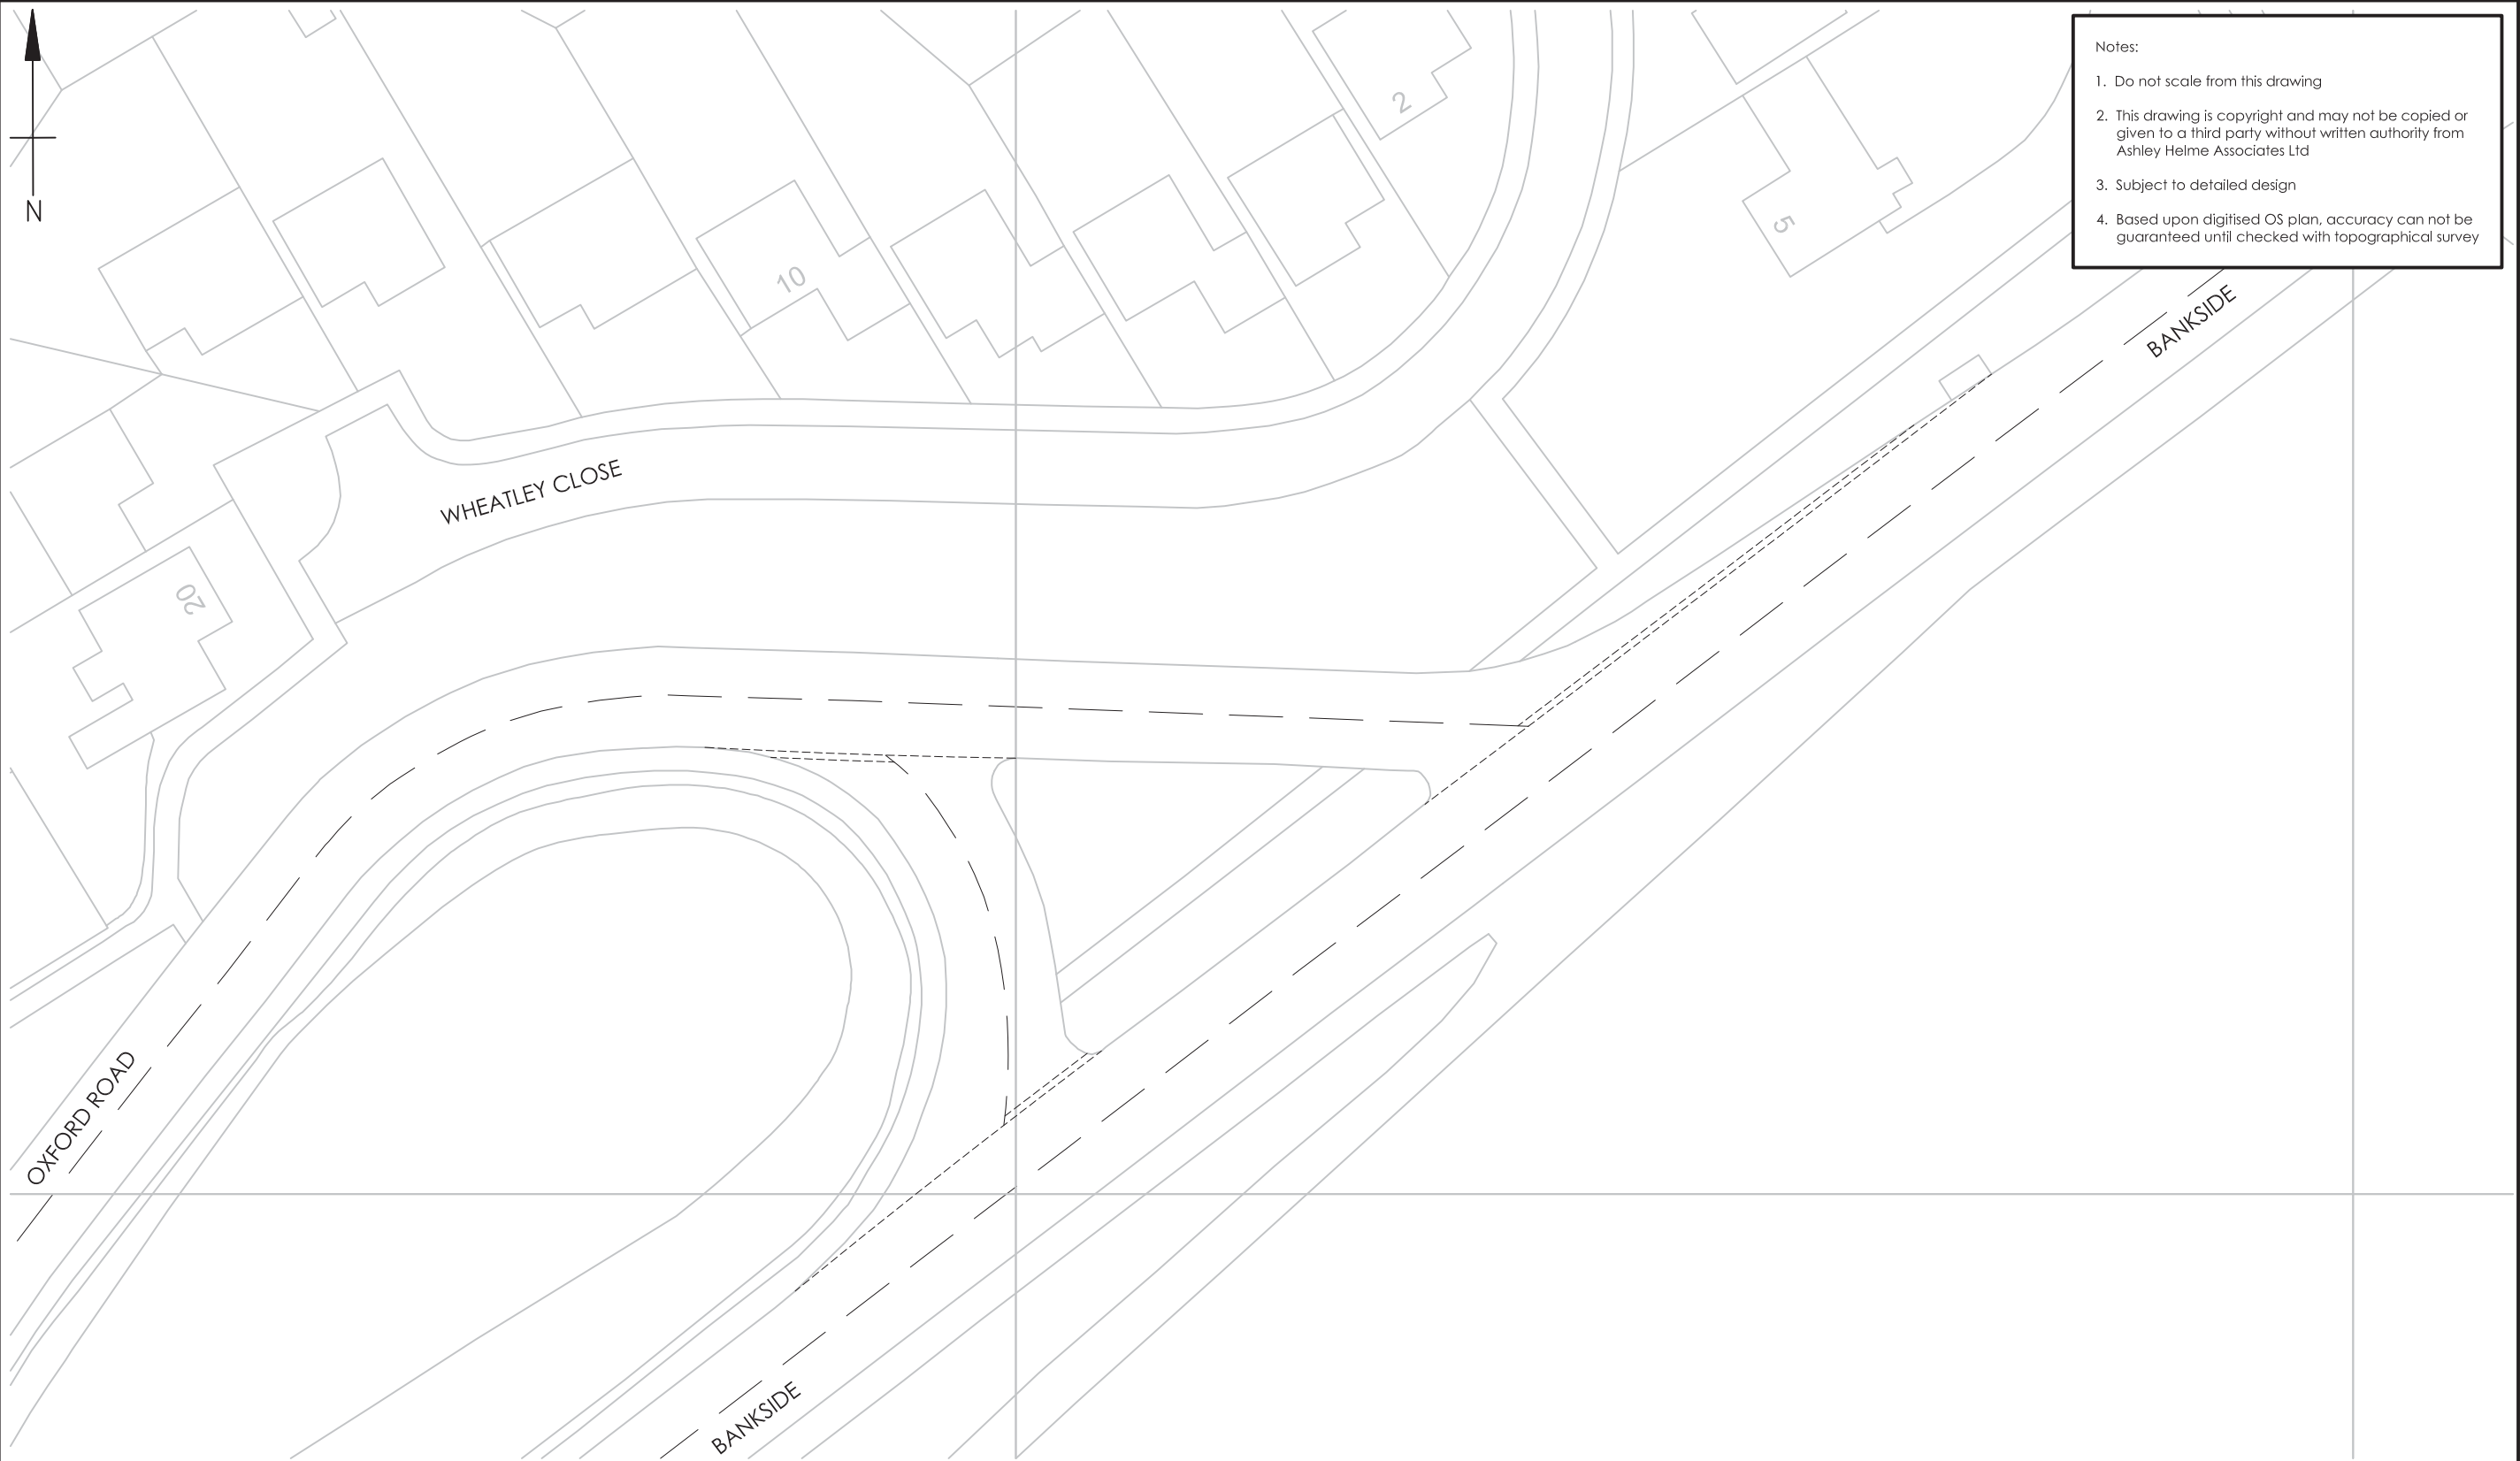 N
2
5
10
20
WHEATLEY CLOSE
OXFORD ROAD
BANKSIDE
BANKSIDE
Notes:
1. Do not scale from this drawing
2. This drawing is copyright and may not be copied or
given to a third party without written authority from
Ashley Helme Associates Ltd
3. Subject to detailed design
4. Based upon digitised OS plan, accuracy can not be
guaranteed until checked with topographical survey